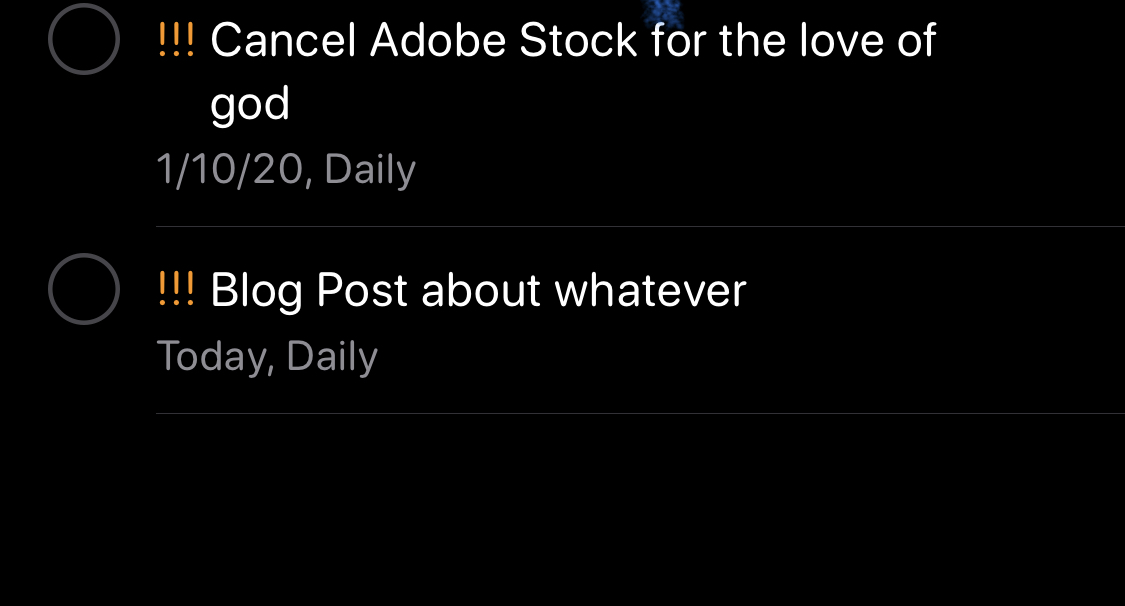 !!! Cancel Adobe Stock for the love of
god
1/10/20, Daily
!!! Blog Post about whatever
Today, Daily